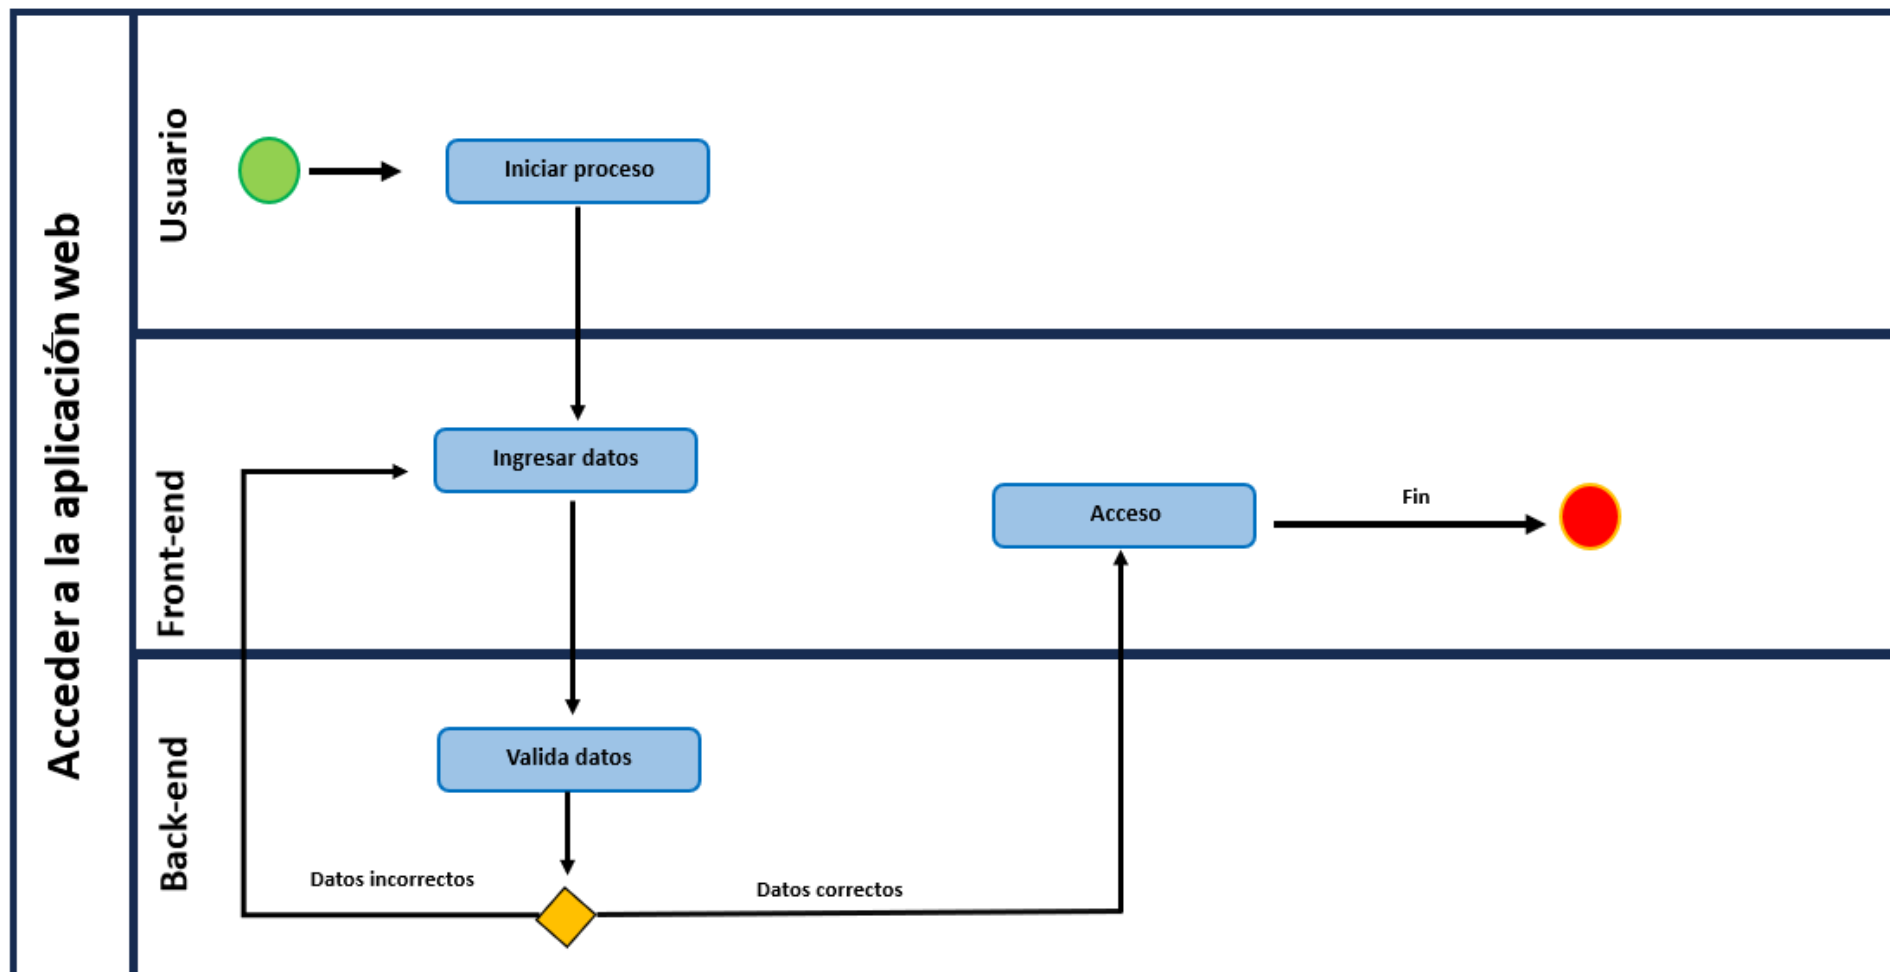 Acceder a la aplicación web
Usuario
Iniciar proceso
Front-end
Ingresar datos
Acceso
Fin
Back-end
Valida datos
Datos incorrectos
Datos correctos